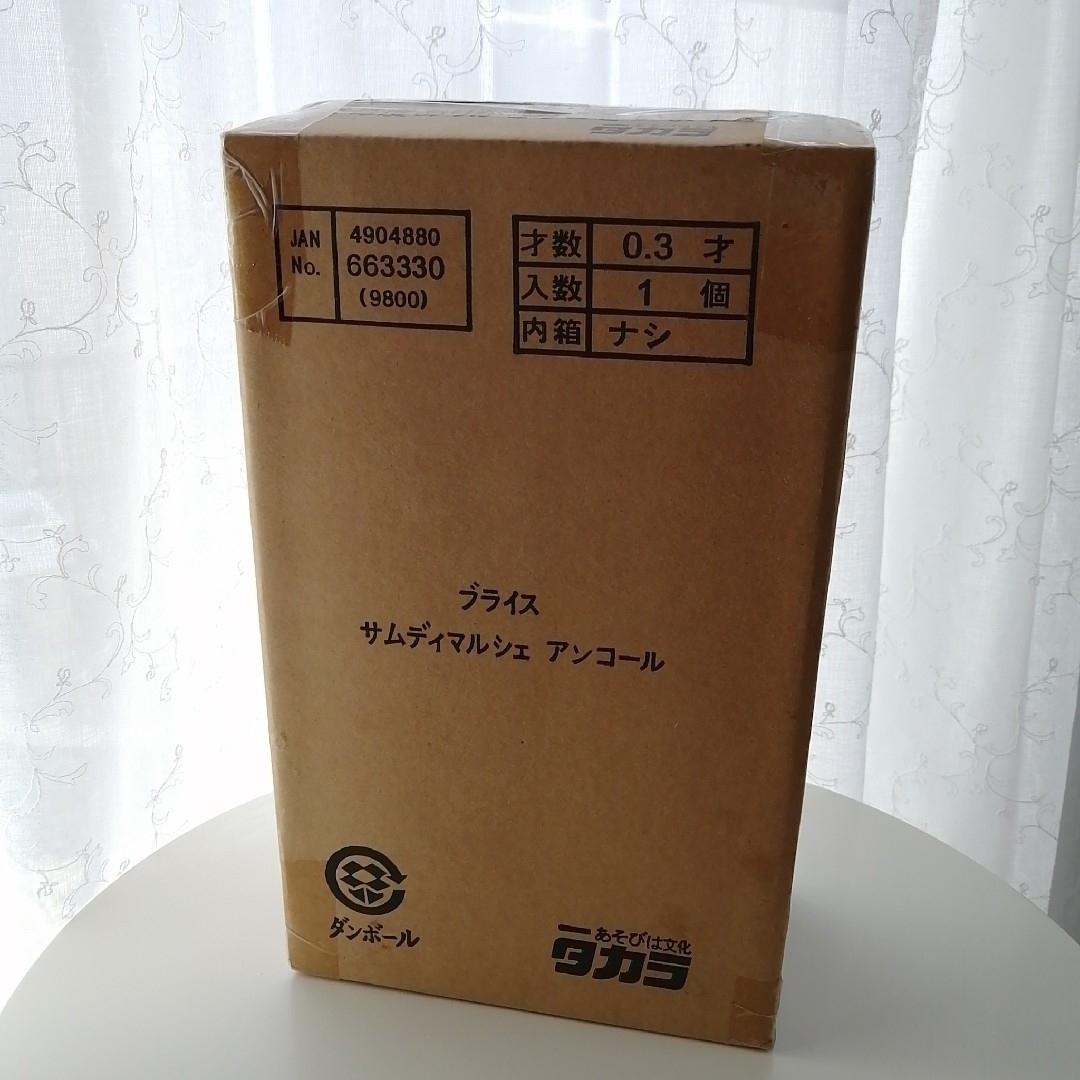 タカラ
JAN No.
4904880
663330
(9800)
才数 0.3 才
入数 1 個
内箱 ナシ
ブライス
サムディマルシェ アンコール
ダンボール
あそびは文化
タカラ